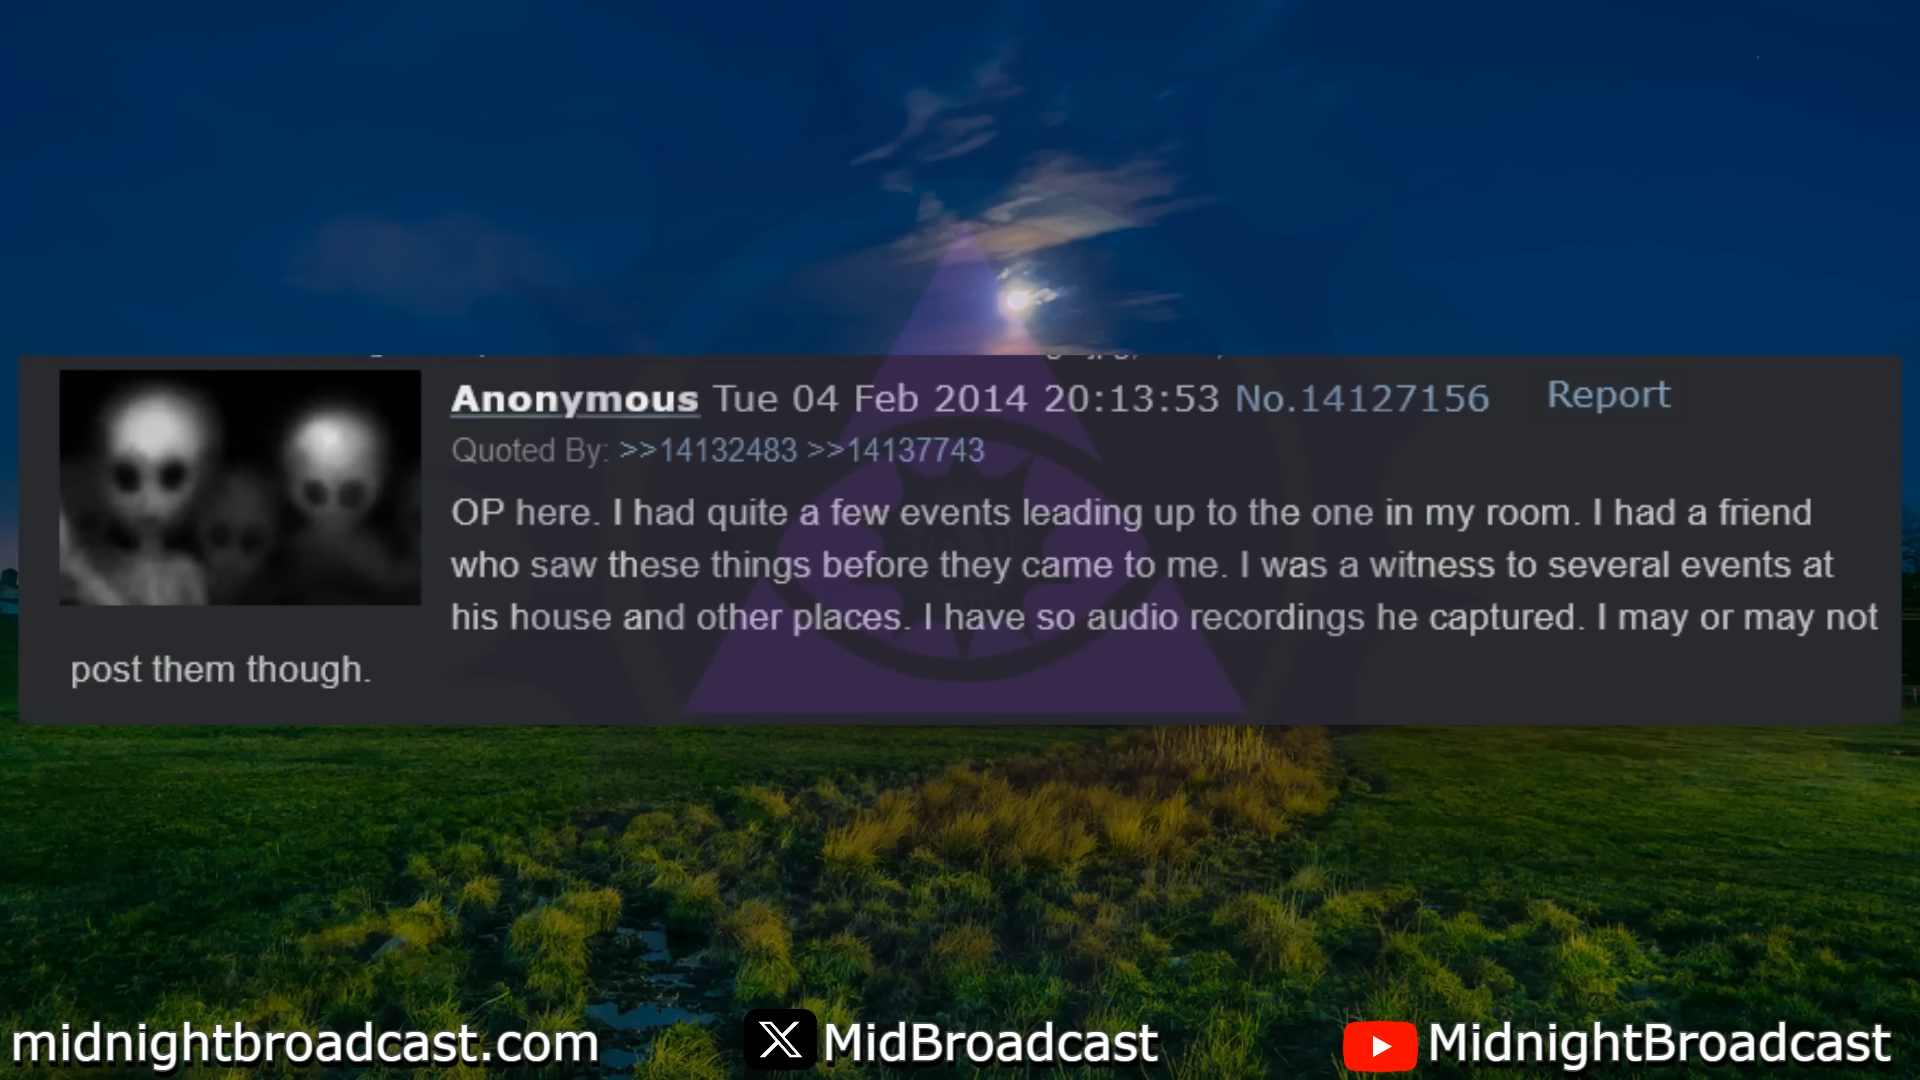 Anonymous Tue 04 Feb 2014 20:13:53 No.14127156 Report
Quoted By: >>14132483 >>14137743
OP here. I had quite a few events leading up to the one in my room. I had a friend
who saw these things before they came to me. I was a witness to several events at
his house and other places. I have so audio recordings he captured. I may or may not
post them though.
midnightbroadcast.com MidBroadcast MidnightBroadcast